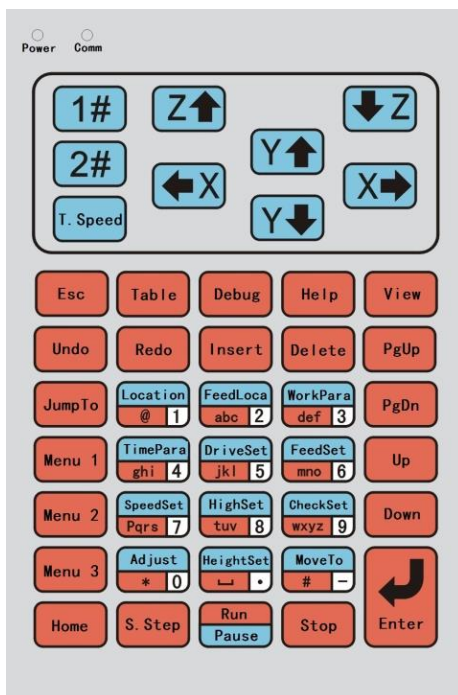 Power Comm
1# Z Z
2# Y
X X
T. Speed Y
Esc Table Debug Help View
Undo Redo Insert Delete PgUp
JumpTo Location FeedLoca WorkPara PgDn
@ 1 abc 2 def 3
Menu 1 TimePara DriveSet FeedSet Up
ghi 4 jkl 5 mno 6
Menu 2 SpeedSet HighSet CheckSet Down
Pqrs 7 tuv 8 wxyz 9
Menu 3 Adjust HeightSet MoveTo
* 0 ⌴ • # -
Home S. Step Run Stop Enter
Pause